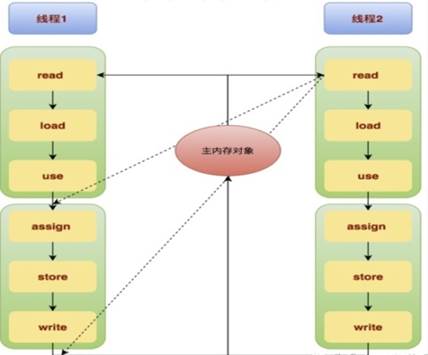 线程1
线程2
read
read
load
load
主内存对象
use
use
assign
assign
store
store
write
write